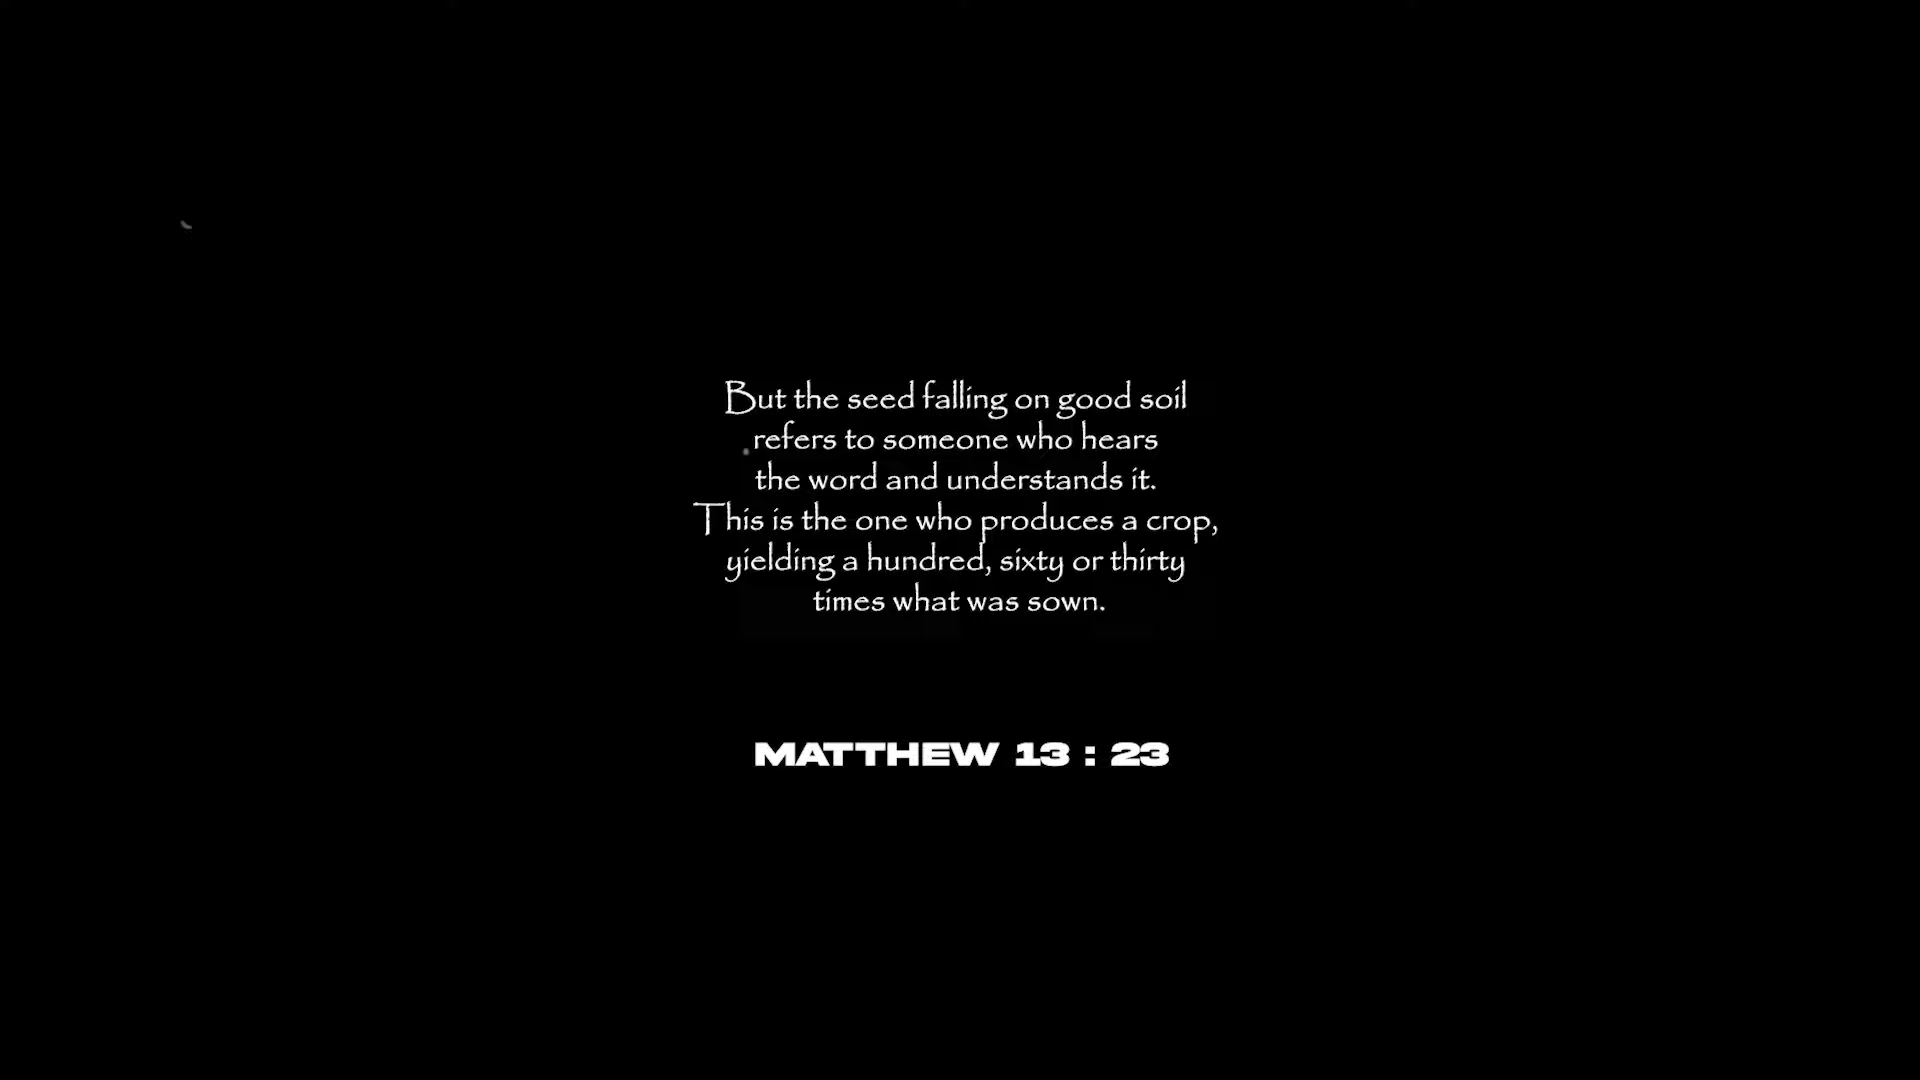 But the seed falling on good soil
refers to someone who hears
the word and understands it.
This is the one who produces a crop,
yielding a hundred, sixty or thirty
times what was sown.
MATTHEW 13 : 23